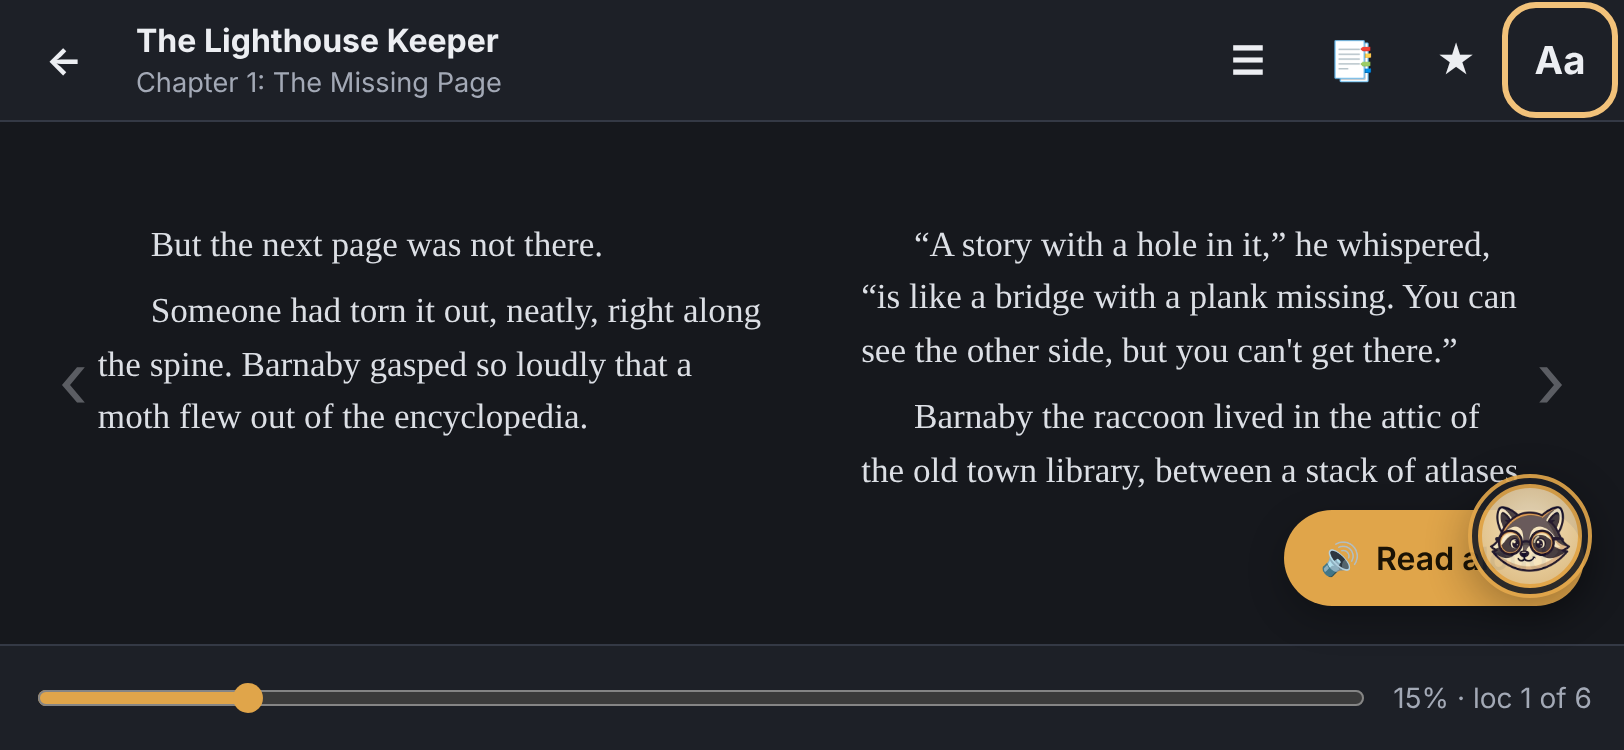 The Lighthouse Keeper
Chapter 1: The Missing Page
Aa
But the next page was not there.
Someone had torn it out, neatly, right along
the spine. Barnaby gasped so loudly that a
moth flew out of the encyclopedia.
“A story with a hole in it,” he whispered,
“is like a bridge with a plank missing. You can
see the other side, but you can't get there.”
Barnaby the raccoon lived in the attic of
the old town library, between a stack of atlases
Read
15% · loc 1 of 6